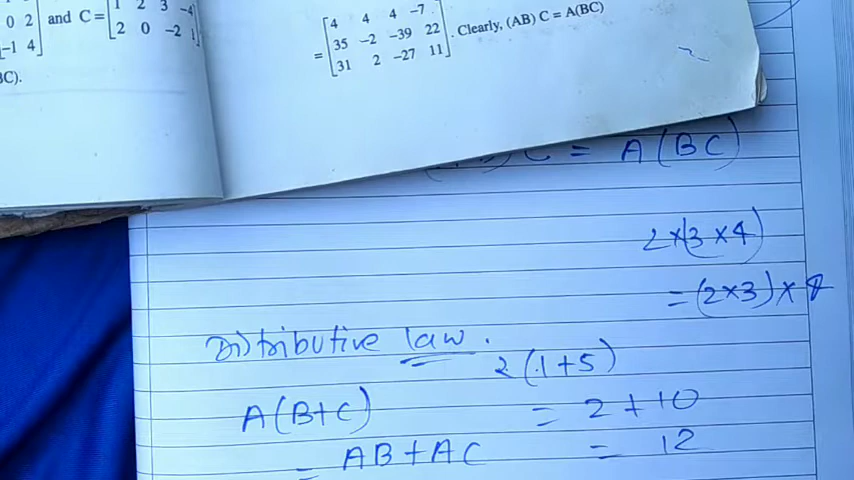 0 2
-1 4
BC).
and C =
1 2 3 -4
2 0 -2 1
4 4 4 -7
= 35 -2 -39 22 . Clearly, (AB) C = A(BC)
31 2 -27 11
C = A(BC)
2×(3×4)
= (2×3)×
Distributive law.
2(1+5)
A(B+C)
= 2+10
= AB+AC
= 12